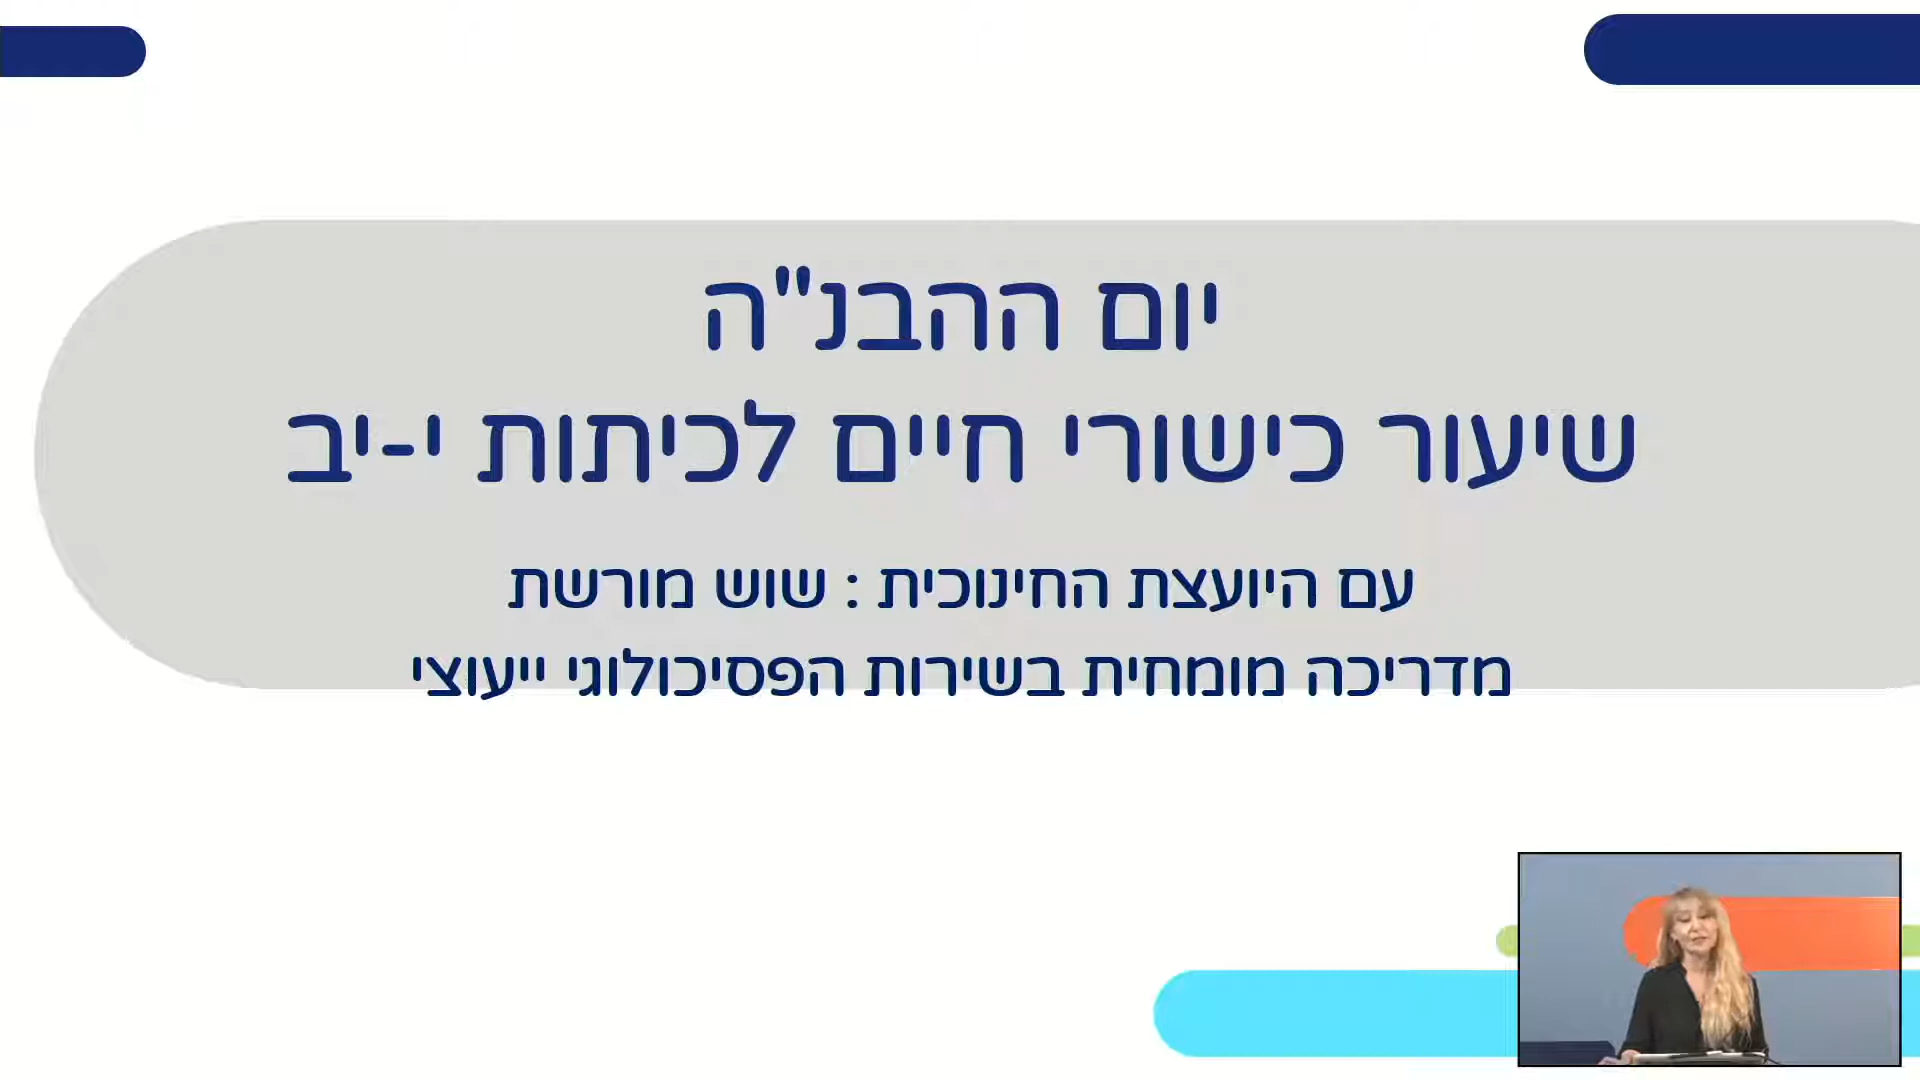 יום ההבנ"ה
שיעור כישורי חיים לכיתות י-יב
עם היועצת החינוכית : שוש מורשת
מדריכה מומחית בשירות הפסיכולוגי ייעוצי